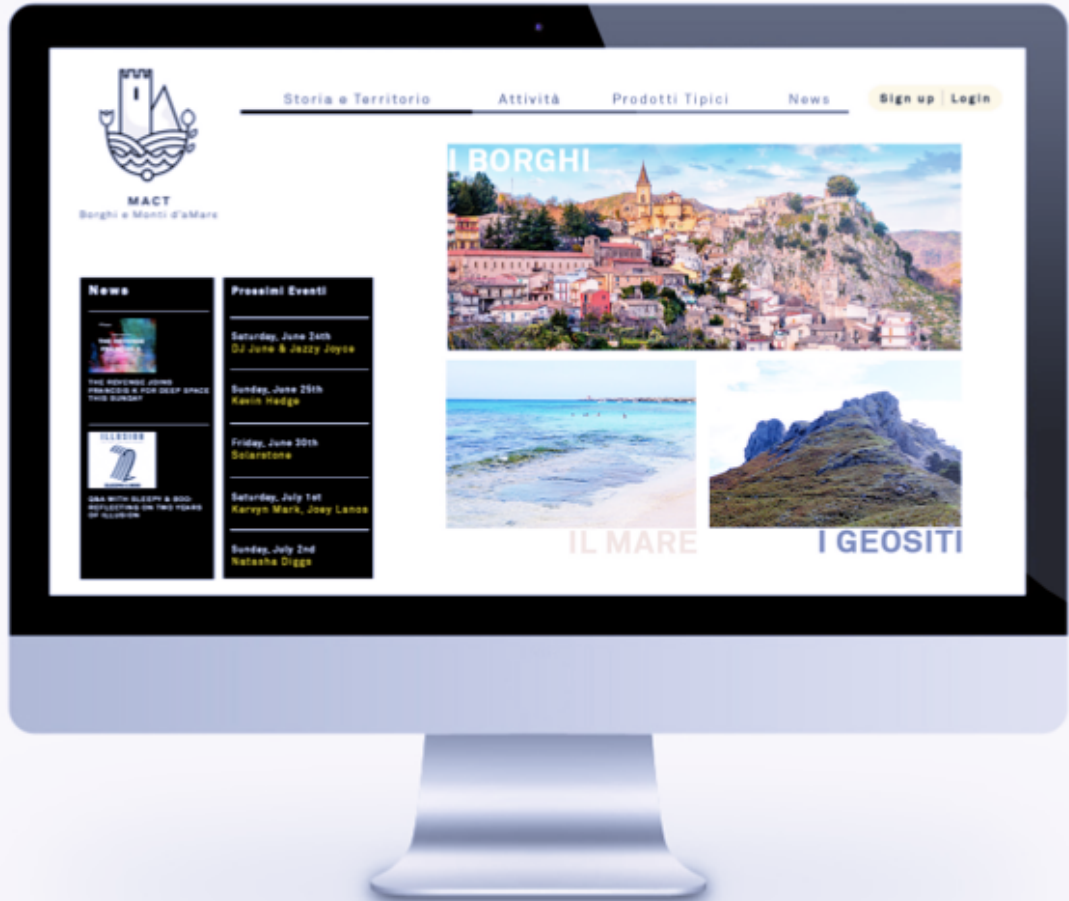 Storia e Territorio
Attività
Prodotti Tipici
News
Sign up | Login
MACT
Borghi e Monti d'aMare
I BORGHI
IL MARE
I GEOSITI
News
THE REVENGE JOINS
FRANCOIS K FOR DEEP SPACE
THIS SUNDAY
ILLUSION
2
Q&A WITH SLEEPY & BOO:
REFLECTING ON TWO YEARS
OF ILLUSION
Prossimi Eventi
Saturday, June 24th
DJ June & Jazzy Joyce
Sunday, June 25th
Kevin Hedge
Friday, June 30th
Solarstone
Saturday, July 1st
Kervyn Mark, Joey Lanos
Sunday, July 2nd
Natasha Diggs